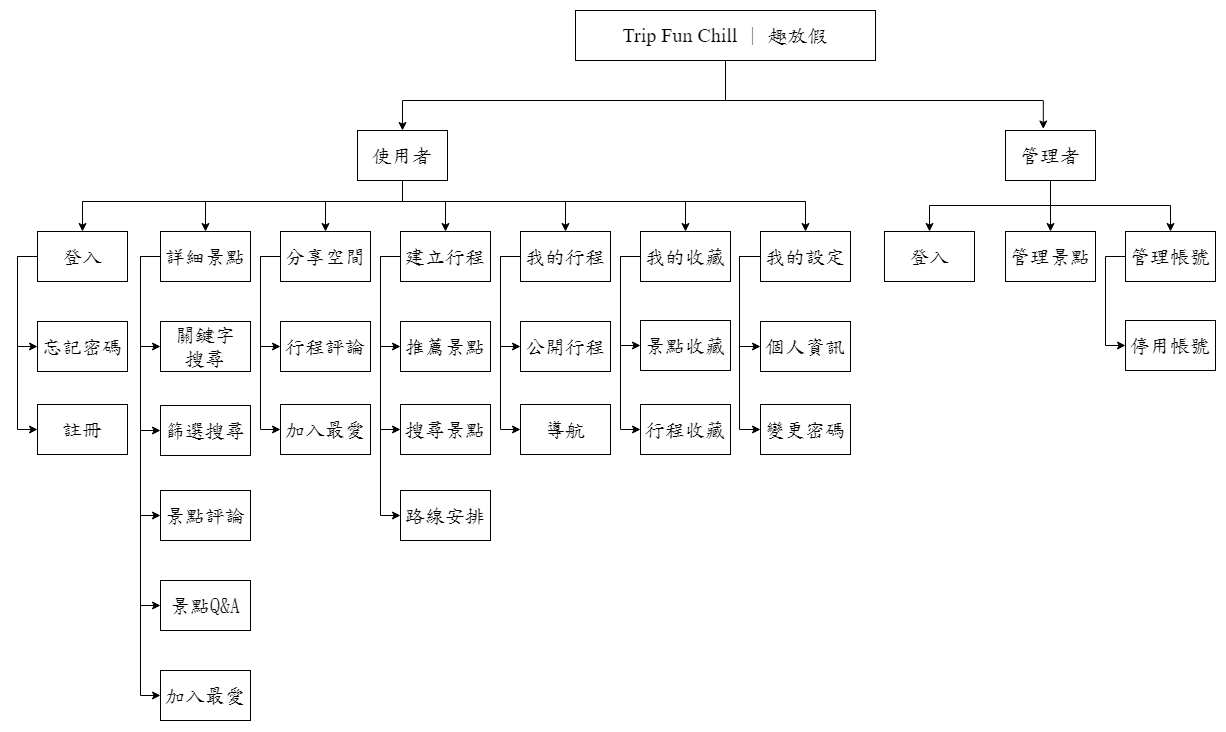 Trip Fun Chill｜趣放假
使用者
管理者
登入
詳細景點
分享空間
建立行程
我的行程
我的收藏
我的設定
登入
管理景點
管理帳號
忘記密碼
關鍵字
搜尋
行程評論
推薦景點
公開行程
景點收藏
個人資訊
停用帳號
註冊
篩選搜尋
加入最愛
搜尋景點
導航
行程收藏
變更密碼
景點評論
路線安排
景點Q&A
加入最愛